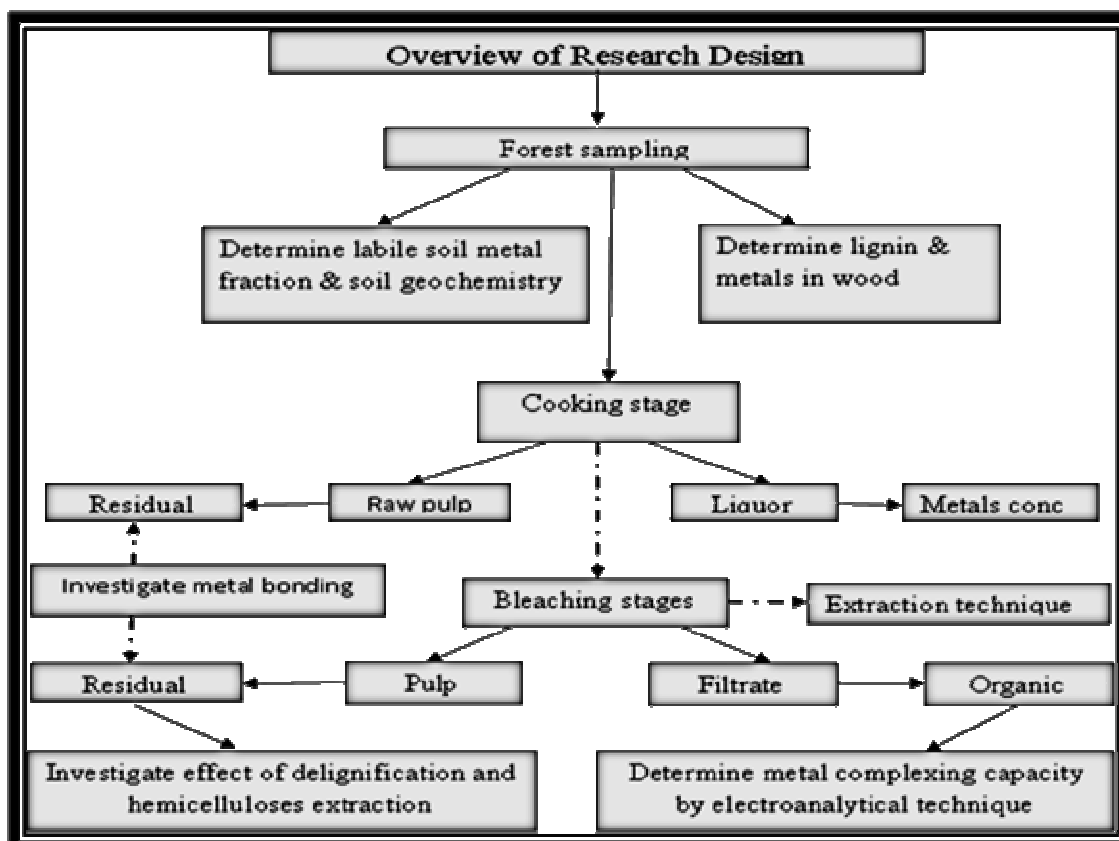 Overview of Research Design
Forest sampling
Determine labile soil metal
fraction & soil geochemistry
Determine lignin &
metals in wood
Cooking stage
Residual
Raw pulp
Liquor
Metals conc
Investigate metal bonding
Bleaching stages
Extraction technique
Residual
Pulp
Filtrate
Organic
Investigate effect of delignification and
hemicelluloses extraction
Determine metal complexing capacity
by electroanalytical technique